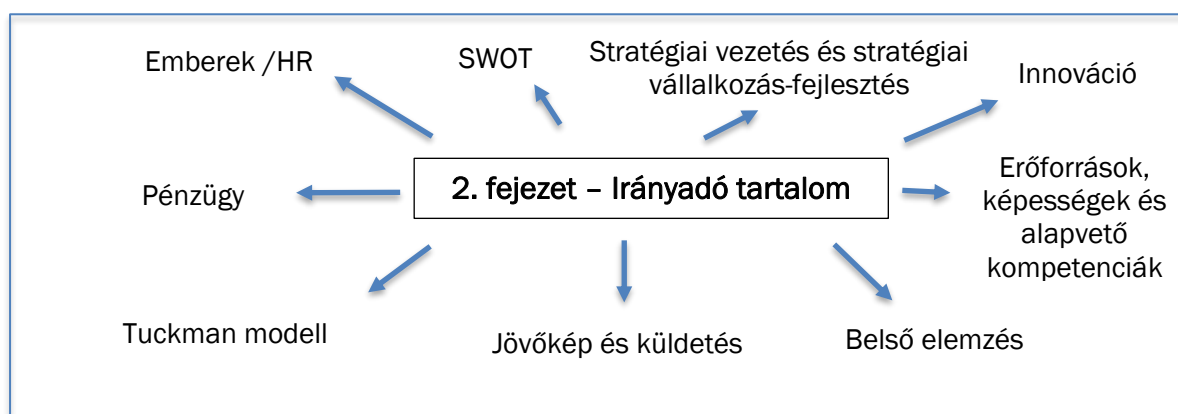 Emberek /HR
SWOT
Stratégiai vezetés és stratégiai
vállalkozás-fejlesztés
Innováció
2. fejezet – Irányadó tartalom
Pénzügy
Erőforrások,
képességek és
alapvető
kompetenciák
Tuckman modell
Jövőkép és küldetés
Belső elemzés